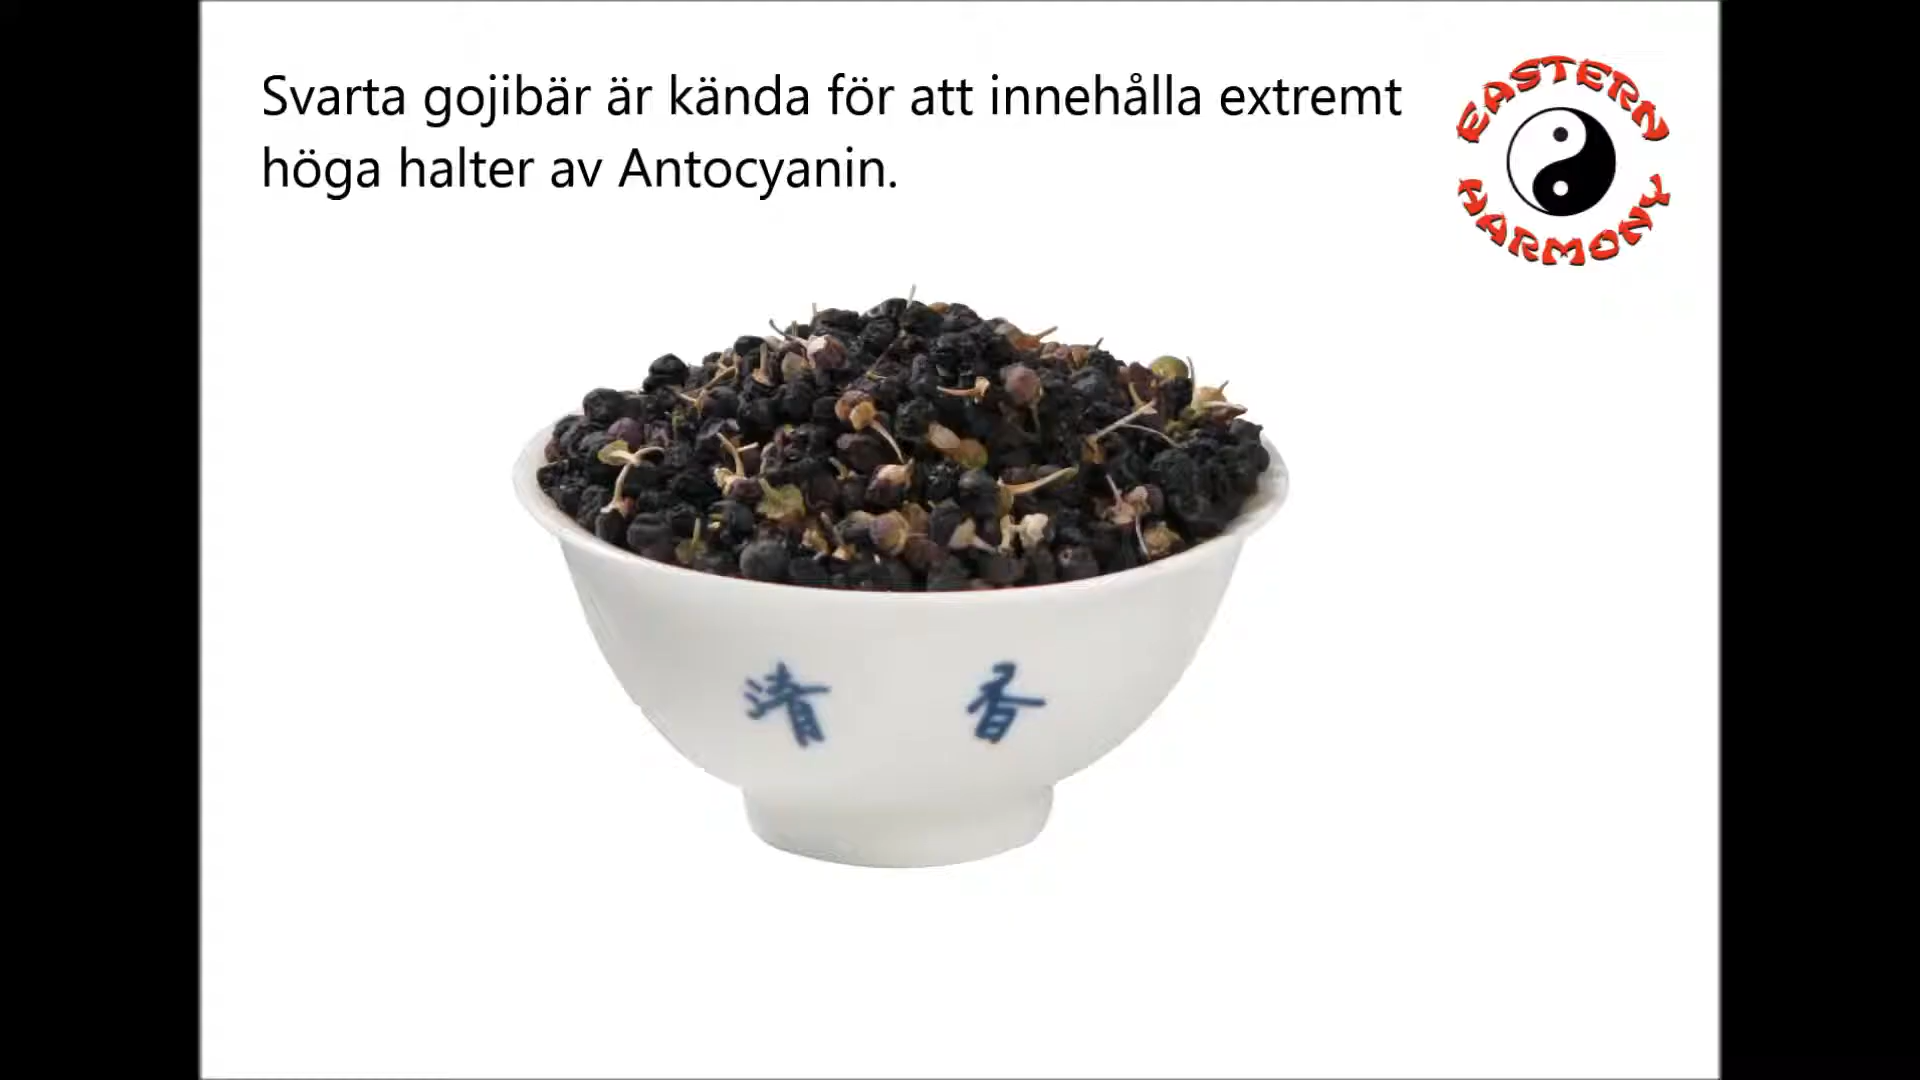 Svarta gojibär är kända för att innehålla extremt
höga halter av Antocyanin.
EASTERN
HARMONY
清 香